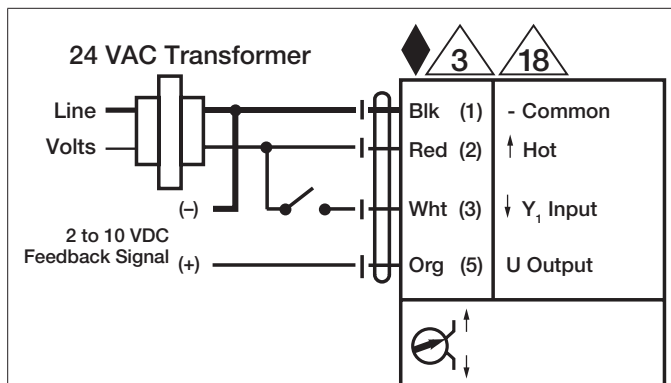 24 VAC Transformer
3
18
Line
Volts
Blk (1) - Common
Red (2) ↑ Hot
(–)
Wht (3) ↓ Y₁ Input
2 to 10 VDC
Feedback Signal (+)
Org (5) U Output